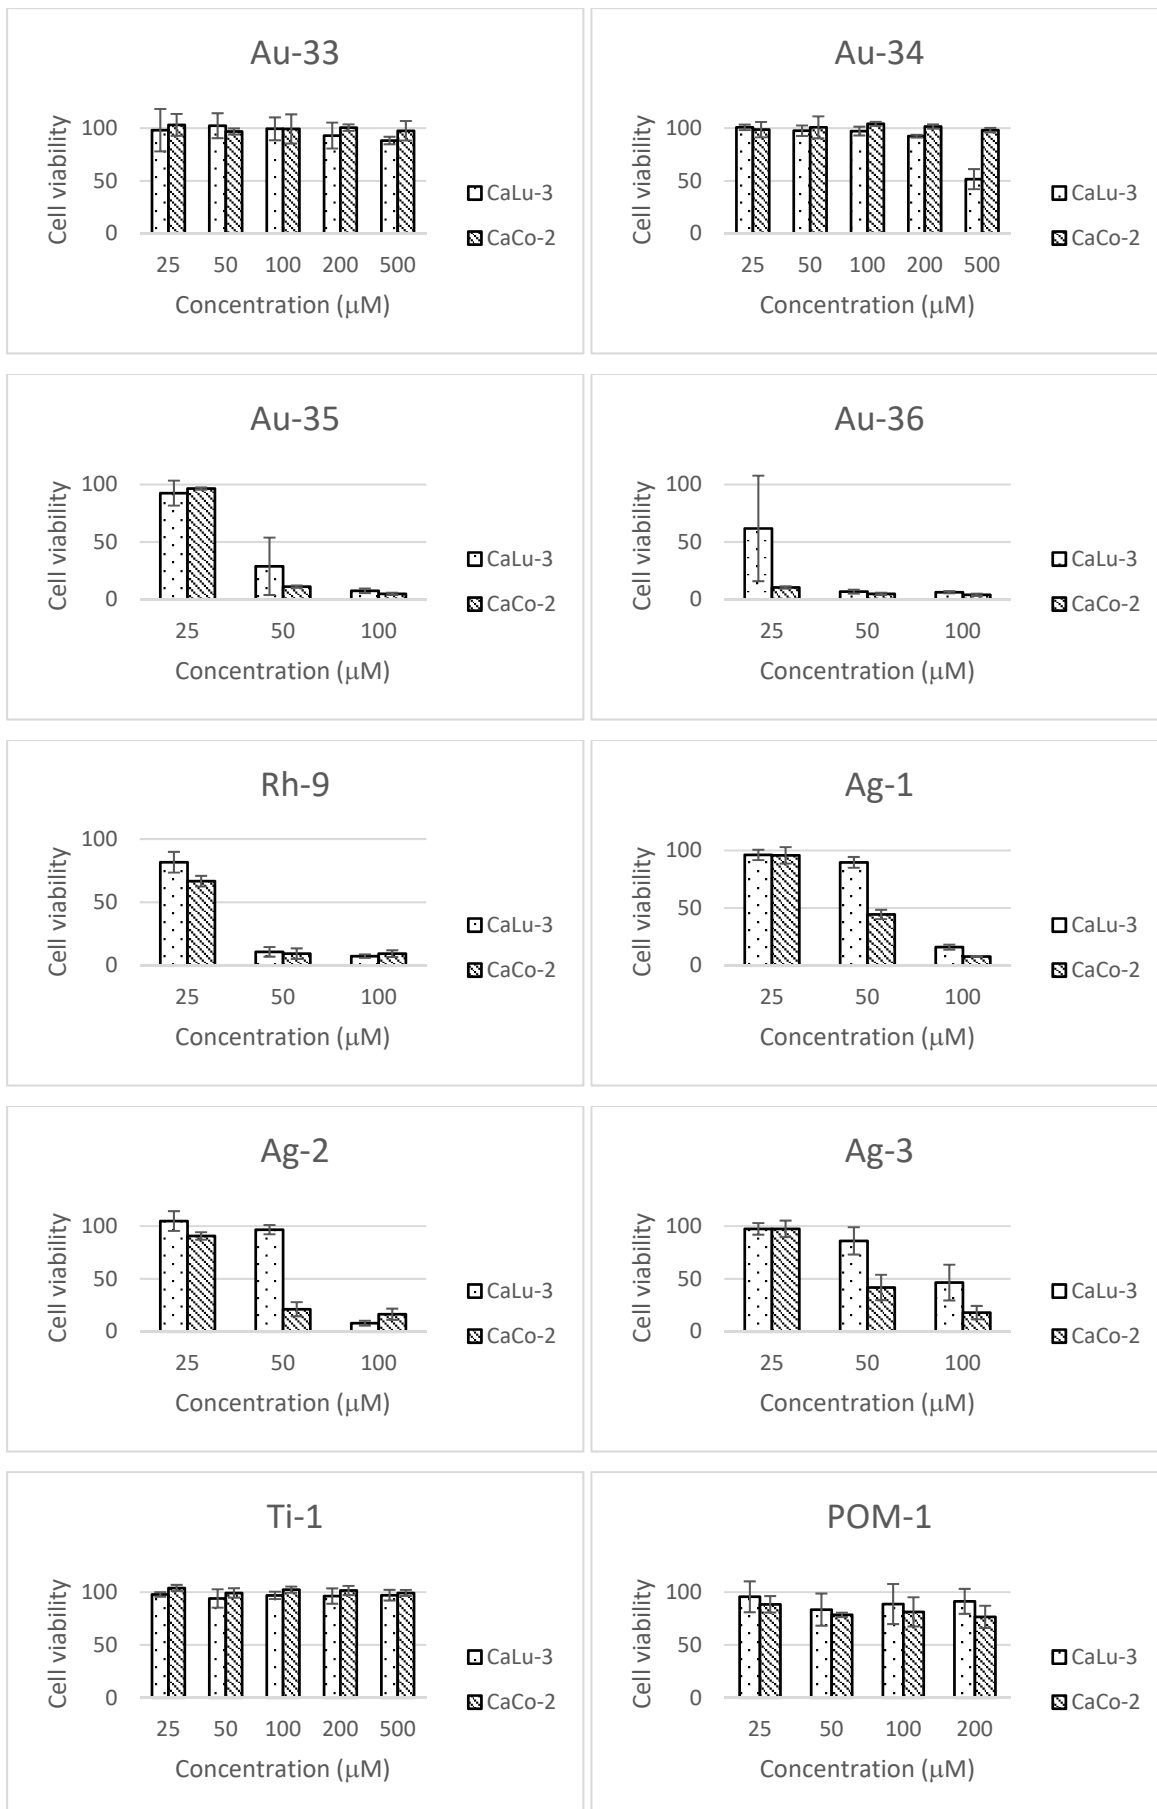 Au-33
Cell viability
100
50
0
25 50 100 200 500
Concentration (μM)
CaLu-3
CaCo-2
Au-34
Cell viability
100
50
0
25 50 100 200 500
Concentration (μM)
CaLu-3
CaCo-2
Au-35
Cell viability
100
50
0
25 50 100
Concentration (μM)
CaLu-3
CaCo-2
Au-36
Cell viability
100
50
0
25 50 100
Concentration (μM)
CaLu-3
CaCo-2
Rh-9
Cell viability
100
50
0
25 50 100
Concentration (μM)
CaLu-3
CaCo-2
Ag-1
Cell viability
100
50
0
25 50 100
Concentration (μM)
CaLu-3
CaCo-2
Ag-2
Cell viability
100
50
0
25 50 100
Concentration (μM)
CaLu-3
CaCo-2
Ag-3
Cell viability
100
50
0
25 50 100
Concentration (μM)
CaLu-3
CaCo-2
Ti-1
Cell viability
100
50
0
25 50 100 200 500
Concentration (μM)
CaLu-3
CaCo-2
POM-1
Cell viability
100
50
0
25 50 100 200
Concentration (μM)
CaLu-3
CaCo-2